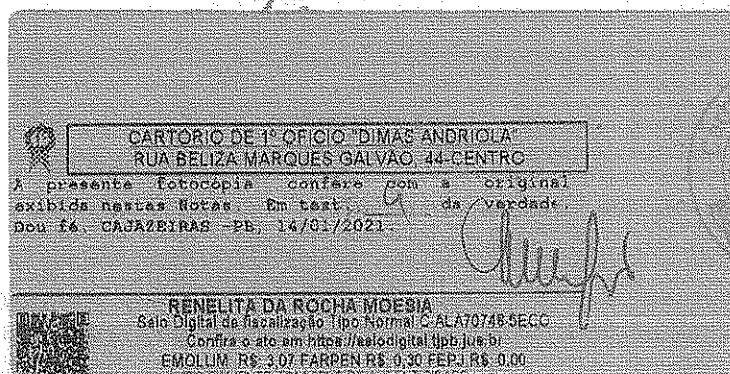 CARTÓRIO DE 1º OFICIO "DIMAS ANDRIOLA"
RUA BELIZA MARQUES GALVÃO, 44-CENTRO
A presente fotocópia confere com a original
exibida nestas Notas. Em test. da verdade.
Dou fé. CAJAZEIRAS -PB, 14/01/2021.
RENELITA DA ROCHA MOESIA
Selo Digital de fiscalização Tipo Normal C-ALA70748-5ECO
Confira o ato em https://selodigital.tjpb.jus.br
EMOLUM. R$ 3,07 FARPEN R$ 0,30 FEPJ R$ 0,00